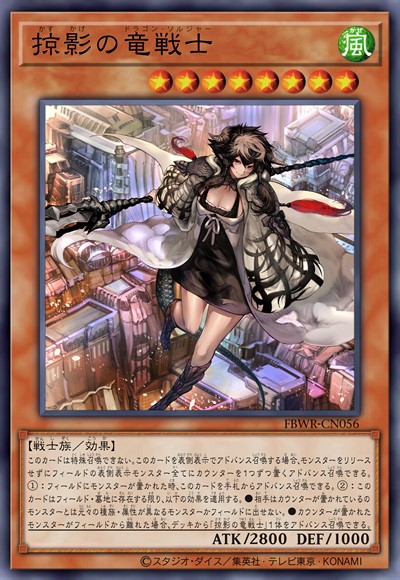 かす かげ ドラゴン・ソルジャー
掠影の竜戦士
かぜ
風
FBWR-CN056
【戦士族／効果】
このカードは特殊召喚できない。このカードを表側表示でアドバンス召喚する場合、モンスターをリリース
せずにフィールドの表側表示モンスター全てにカウンターを1つずつ置くアドバンス召喚できる。
①：フィールドにモンスターが置かれた時、このカードを手札からアドバンス召喚できる。②：この
カードはフィールド・墓地に存在する限り、以下の効果を適用する。●相手はカウンターが置かれている
モンスターとは元々の種族・属性が異なるモンスターしかフィールドに出せない。●カウンターが置かれた
モンスターがフィールドから離れた場合、デッキから「掠影の竜戦士」1体をアドバンス召喚できる。
ATK/2800 DEF/1000
©スタジオ・ダイス／集英社・テレビ東京・KONAMI